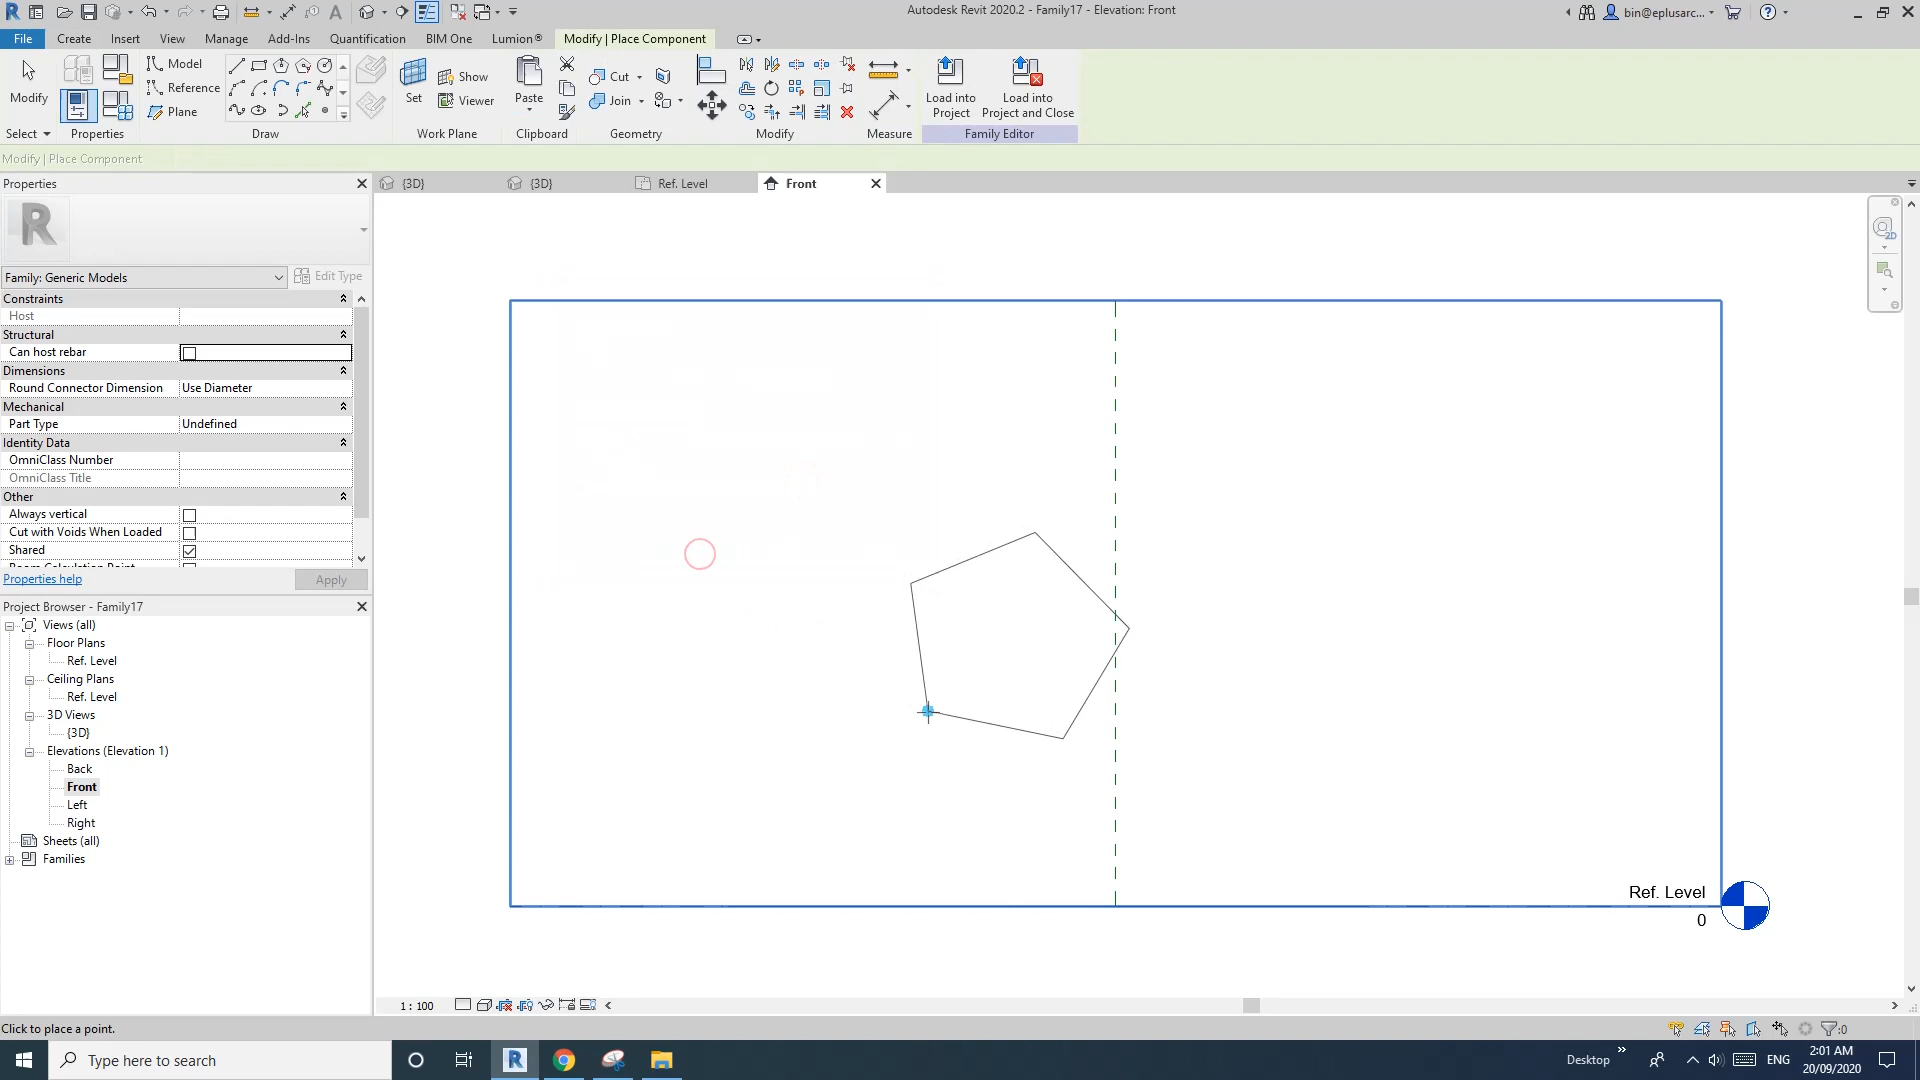 Autodesk Revit 2020.2 - Family17 - Elevation: Front
bin@eplusarc...
File
Create
Insert
View
Manage
Add-Ins
Quantification
BIM One
Lumion®
Modify | Place Component
Modify
Model
Reference
Plane
Set
Show
Viewer
Paste
Cut
Join
Load into
Project
Load into
Project and Close
Select
Properties
Draw
Work Plane
Clipboard
Geometry
Modify
Measure
Family Editor
Modify | Place Component
Properties
{3D}
{3D}
Ref. Level
Front
R
Family: Generic Models
Edit Type
Constraints
Host
Structural
Can host rebar
Dimensions
Round Connector Dimension Use Diameter
Mechanical
Part Type Undefined
Identity Data
OmniClass Number
OmniClass Title
Other
Always vertical
Cut with Voids When Loaded
Shared
Room Calculation Point
Properties help
Apply
Project Browser - Family17
Views (all)
Floor Plans
Ref. Level
Ceiling Plans
Ref. Level
3D Views
{3D}
Elevations (Elevation 1)
Back
Front
Left
Right
Sheets (all)
Families
2D
Ref. Level
0
1 : 100
Click to place a point.
:0
Type here to search
Desktop
ENG
2:01 AM
20/09/2020